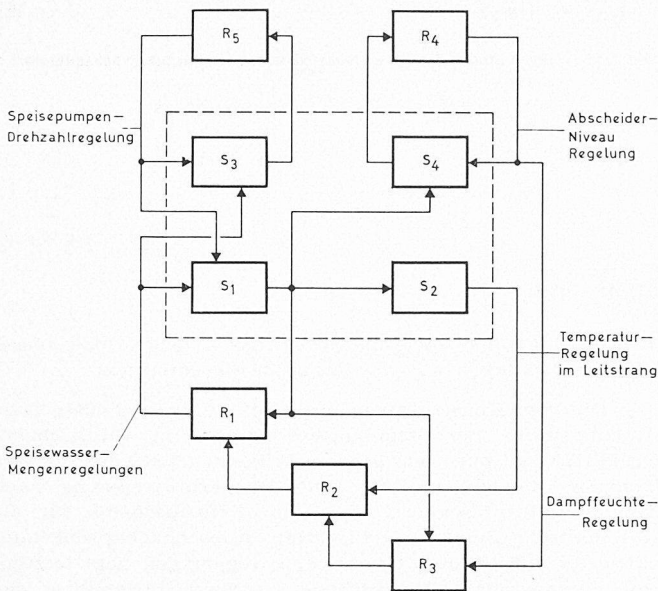 R5
R4
Speisepumpen—
Drehzahlregelung
Abscheider—
Niveau
Regelung
S3
S4
S1
S2
Temperatur—
Regelung
im Leitstrang
R1
Speisewasser—
Mengenregelungen
R2
Dampffeuchte—
Regelung
R3